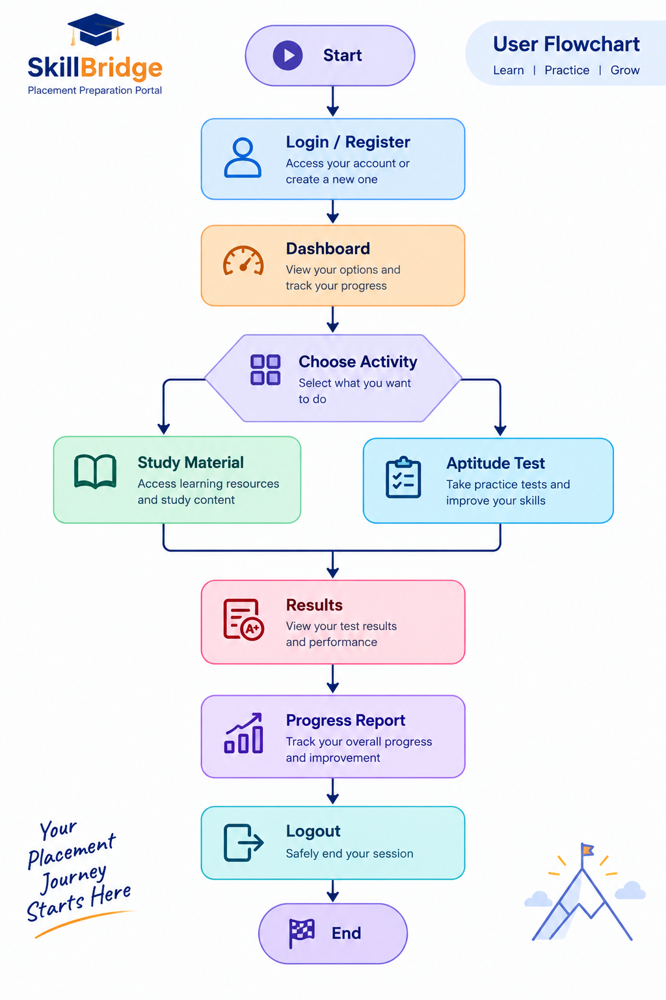 SkillBridge
Placement Preparation Portal
Start
User Flowchart
Learn | Practice | Grow
Login / Register
Access your account or
create a new one
Dashboard
View your options and
track your progress
Choose Activity
Select what you want
to do
Study Material
Access learning resources
and study content
Aptitude Test
Take practice tests and
improve your skills
Results
View your test results
and performance
A+
Progress Report
Track your overall progress
and improvement
Logout
Safely end your session
Your
Placement
Journey
Starts Here
End